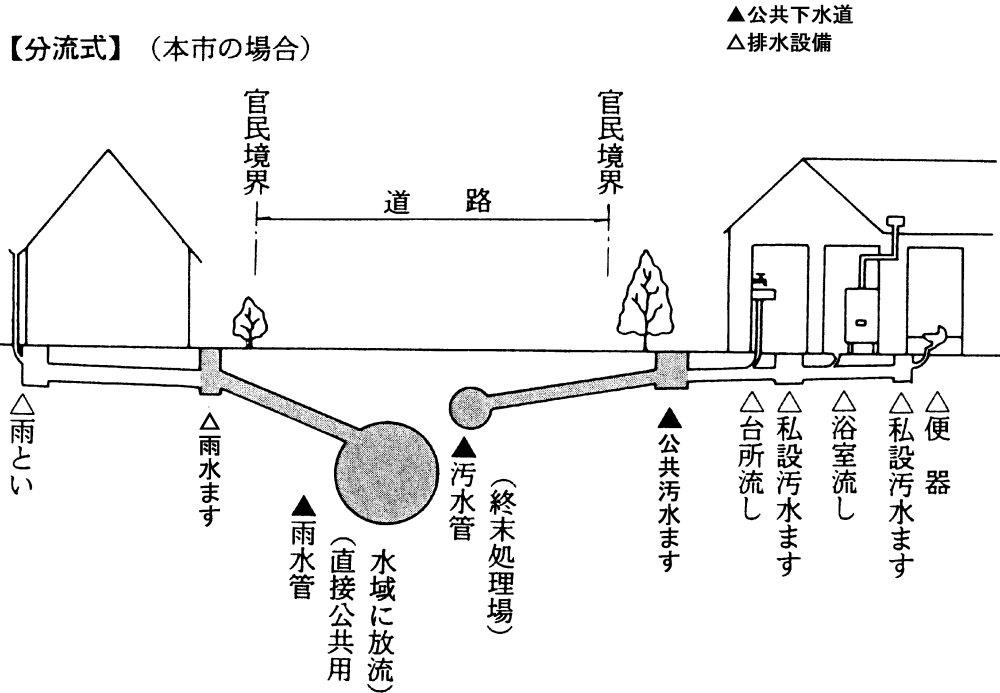 ▲公共下水道
△排水設備
【分流式】（本市の場合）
官民境界
官民境界
道路
△雨とい
△雨水ます
▲雨水管
（直接公共用
水域に放流）
▲汚水管
（終末処理場）
▲公共汚水ます
△台所流し
△私設汚水ます
△浴室流し
△私設汚水ます
△便器